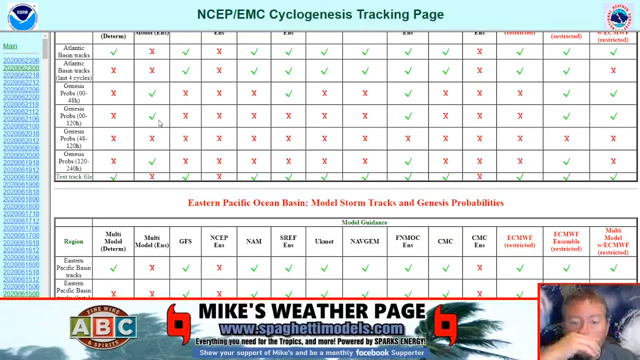 NCEP/EMC Cyclogenesis Tracking Page
Main
2020062306
2020062300
2020062218
2020062212
2020062206
2020062200
2020062118
2020062112
2020062106
2020062100
2020062018
2020062012
2020062006
2020062000
2020061918
2020061912
2020061906
2020061900
2020061818
2020061806
2020061800
2020061718
2020061712
2020061706
2020061700
2020061618
2020061612
2020061606
2020061600
2020061518
2020061512
2020061506
2020061500
(Determ) Model (Ens) Ens Ens Ens (restricted) w/ECMWF (restricted)
Atlantic Basin tracks ✓ X ✓ X ✓ ✓ ✓ ✓ ✓ ✓ X ✓ ✓ ✓
Atlantic Basin tracks (last 4 cycles) X X ✓ X ✓ ✓ ✓ ✓ ✓ ✓ X ✓ ✓ X
Genesis Probs (00-48h) X ✓ X X X ✓ X X ✓ X X X ✓ ✓
Genesis Probs (00-120h) X ✓ X X X X X X ✓ X X X ✓ ✓
Genesis Probs (48-120h) X X X X X X X X X X X X X X
Genesis Probs (120-240h) X ✓ X X X X X X ✓ X X X ✓ X
Text track file ✓ X ✓ X ✓ ✓ ✓ ✓ ✓ ✓ X ✓ ✓ ✓
Eastern Pacific Ocean Basin: Model Storm Tracks and Genesis Probabilities
Model Guidance
Region Multi Model (Determ) Multi Model (Ens) GFS NCEP Ens NAM SREF Ens Ukmet NAVGEM FNMOC Ens CMC CMC Ens ECMWF (restricted) ECMWF Ensemble (restricted) Multi Model w/ECMWF (restricted)
Eastern Pacific Basin tracks ✓ X ✓ X ✓ ✓ ✓ ✓ ✓ ✓ X ✓ ✓ ✓
Eastern Pacific Basin
FINE WINE
ABC
& SPIRITS
MIKE'S WEATHER PAGE
www.spaghettimodels.com
Everything you need for the Tropics, and more! Powered by SPARKS ENERGY!
Show your support of Mike's and be a monthly facebook Supporter